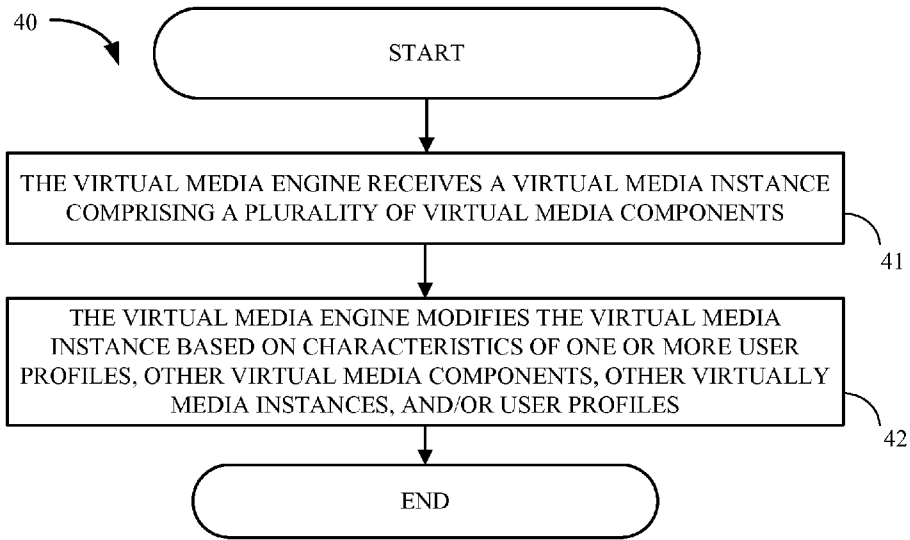 40
START
THE VIRTUAL MEDIA ENGINE RECEIVES A VIRTUAL MEDIA INSTANCE
COMPRISING A PLURALITY OF VIRTUAL MEDIA COMPONENTS
41
THE VIRTUAL MEDIA ENGINE MODIFIES THE VIRTUAL MEDIA
INSTANCE BASED ON CHARACTERISTICS OF ONE OR MORE USER
PROFILES, OTHER VIRTUAL MEDIA COMPONENTS, OTHER VIRTUALLY
MEDIA INSTANCES, AND/OR USER PROFILES
42
END